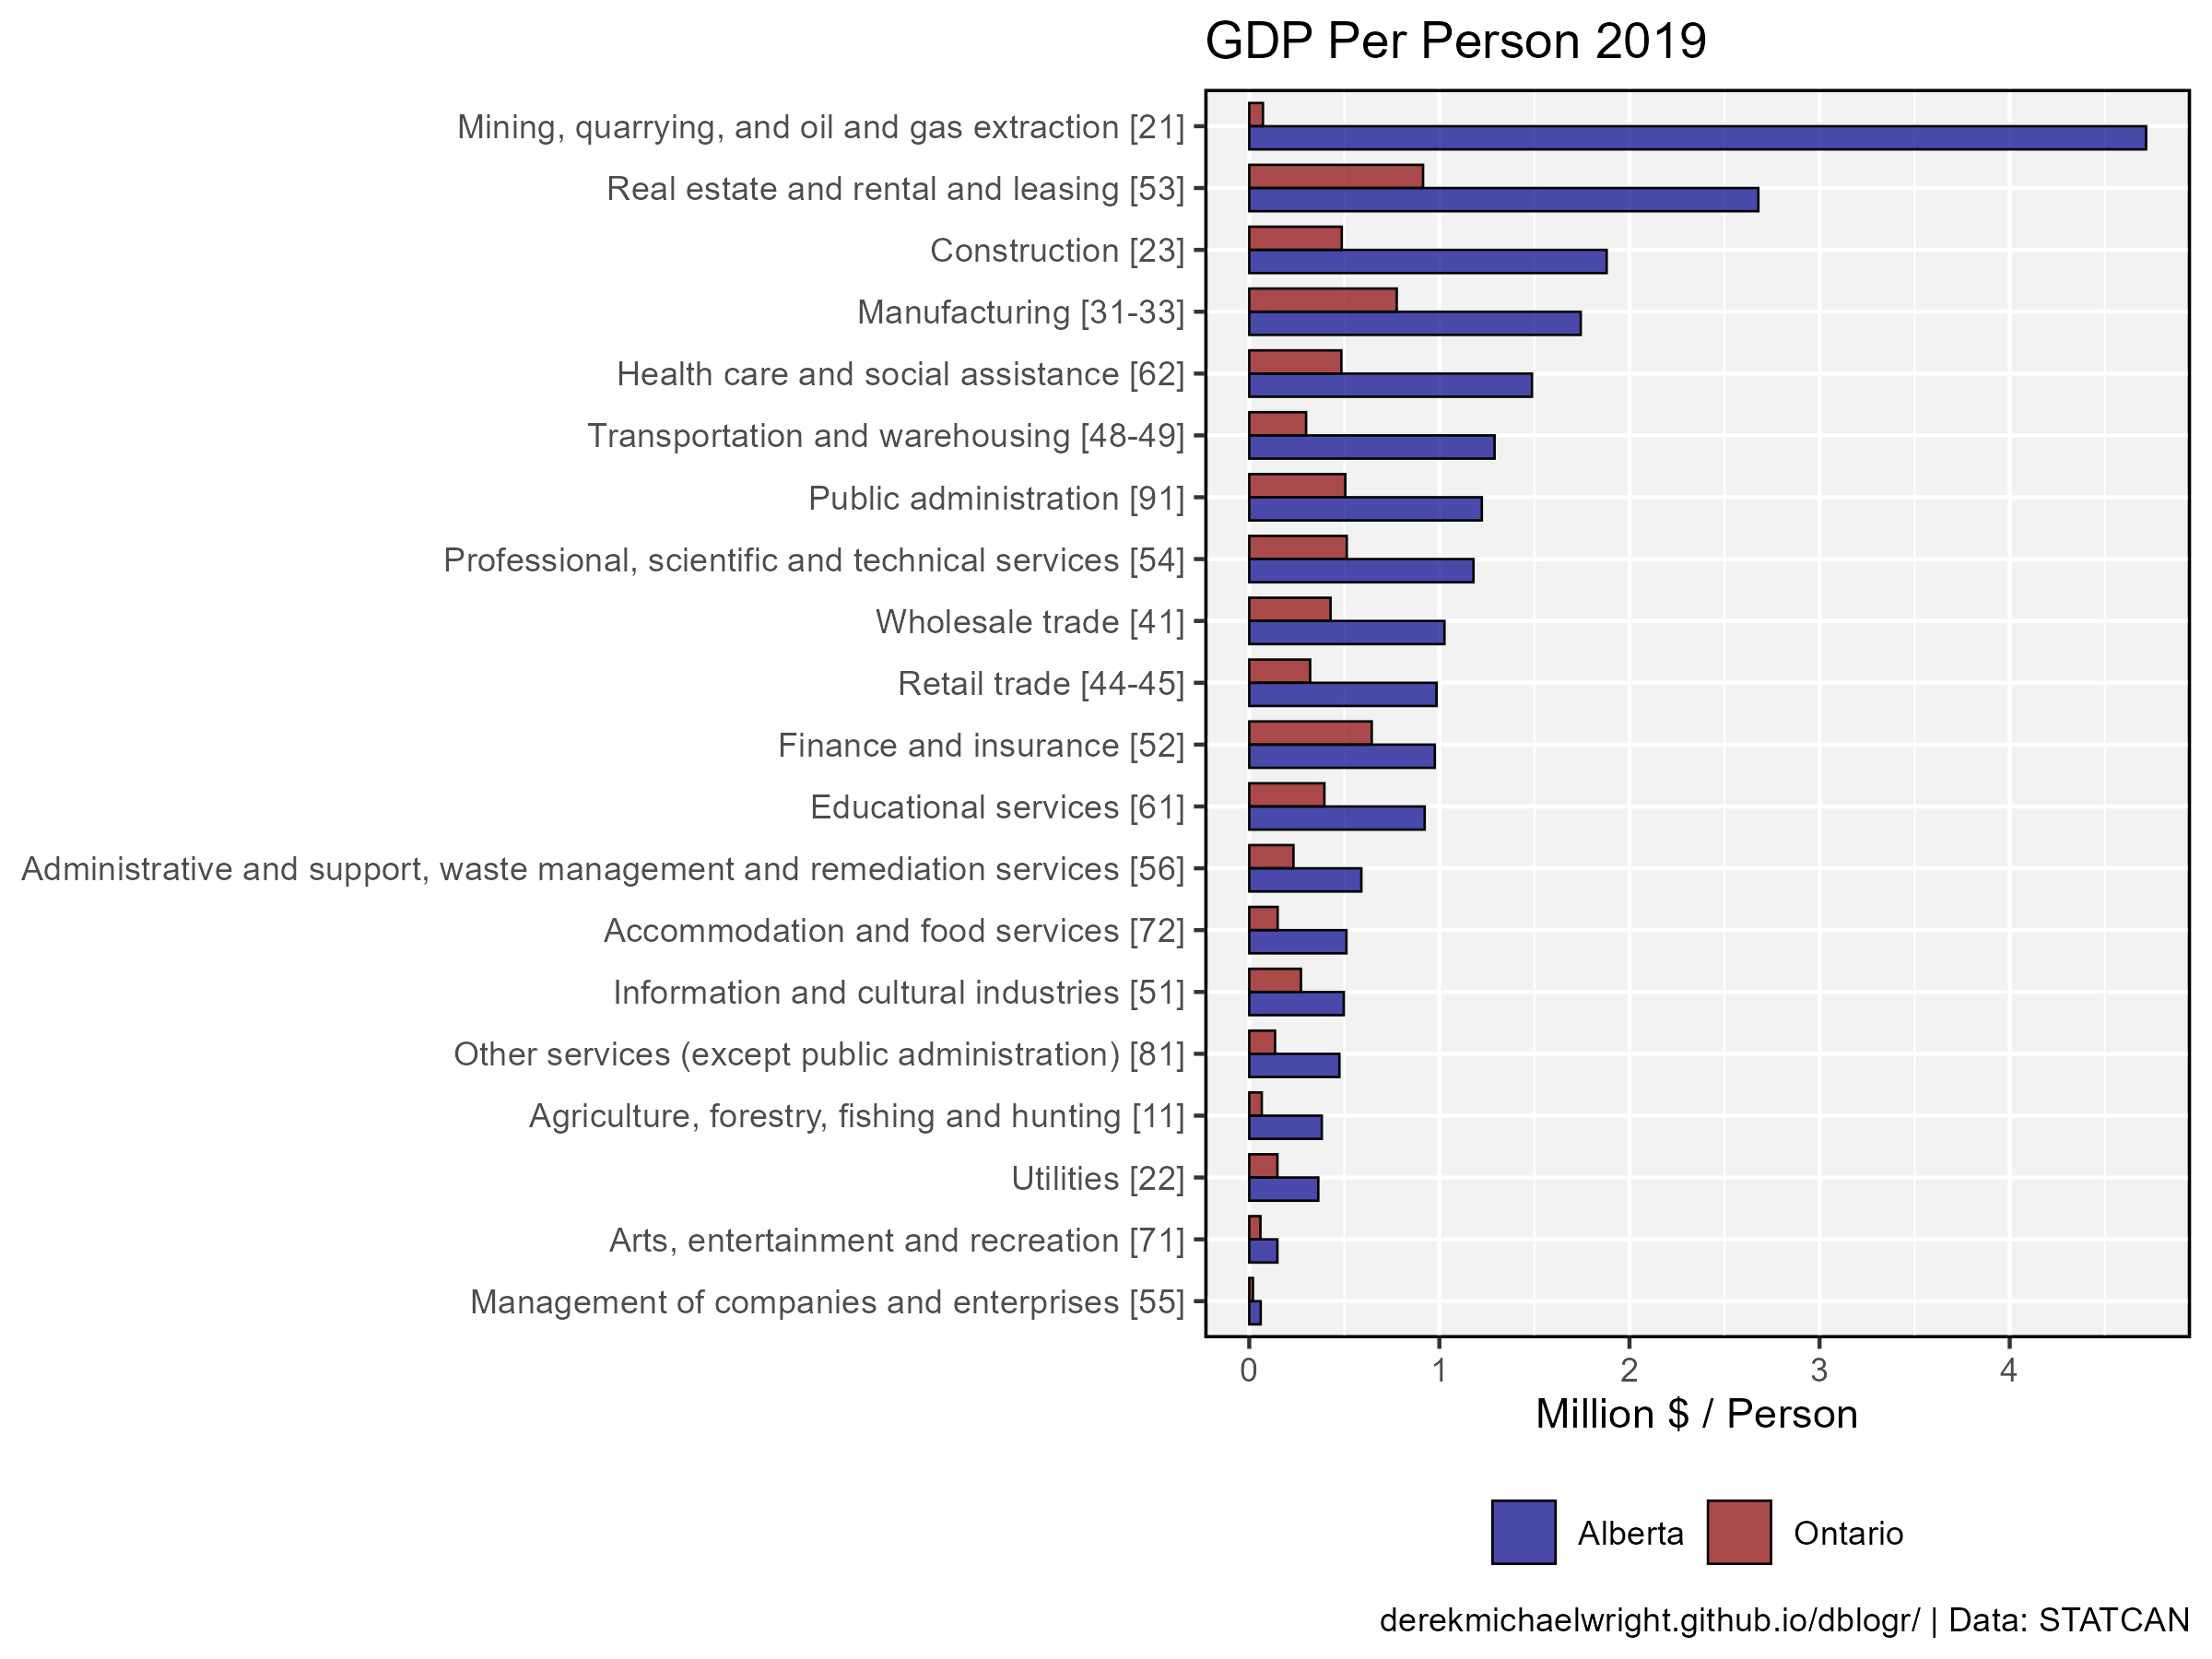 GDP Per Person 2019
Mining, quarrying, and oil and gas extraction [21]
Real estate and rental and leasing [53]
Construction [23]
Manufacturing [31-33]
Health care and social assistance [62]
Transportation and warehousing [48-49]
Public administration [91]
Professional, scientific and technical services [54]
Wholesale trade [41]
Retail trade [44-45]
Finance and insurance [52]
Educational services [61]
Administrative and support, waste management and remediation services [56]
Accommodation and food services [72]
Information and cultural industries [51]
Other services (except public administration) [81]
Agriculture, forestry, fishing and hunting [11]
Utilities [22]
Arts, entertainment and recreation [71]
Management of companies and enterprises [55]
0 1 2 3 4
Million $ / Person
Alberta Ontario
derekmichaelwright.github.io/dblogr/ | Data: STATCAN